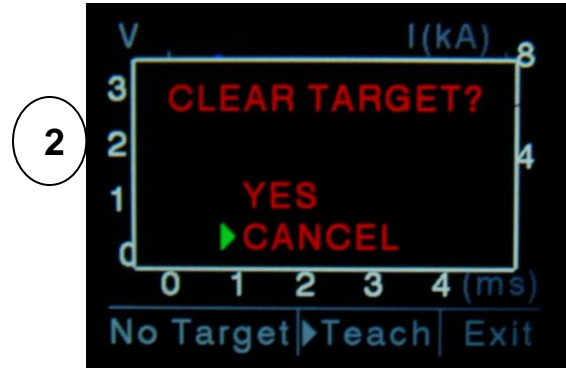 V I(kA)
8
3
CLEAR TARGET?
2
2
4
1
YES
▶CANCEL
0
0 1 2 3 4 (ms)
No Target ▶Teach Exit